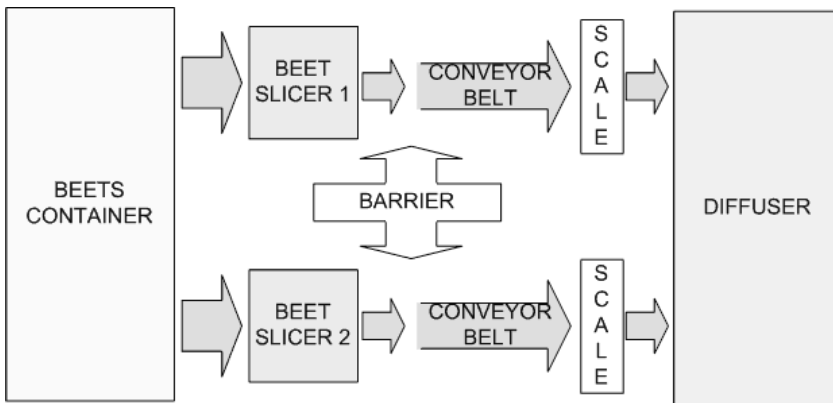 BEETS
CONTAINER
BEET
SLICER 1
CONVEYOR
BELT
S
C
A
L
E
BARRIER
DIFFUSER
BEET
SLICER 2
CONVEYOR
BELT
S
C
A
L
E